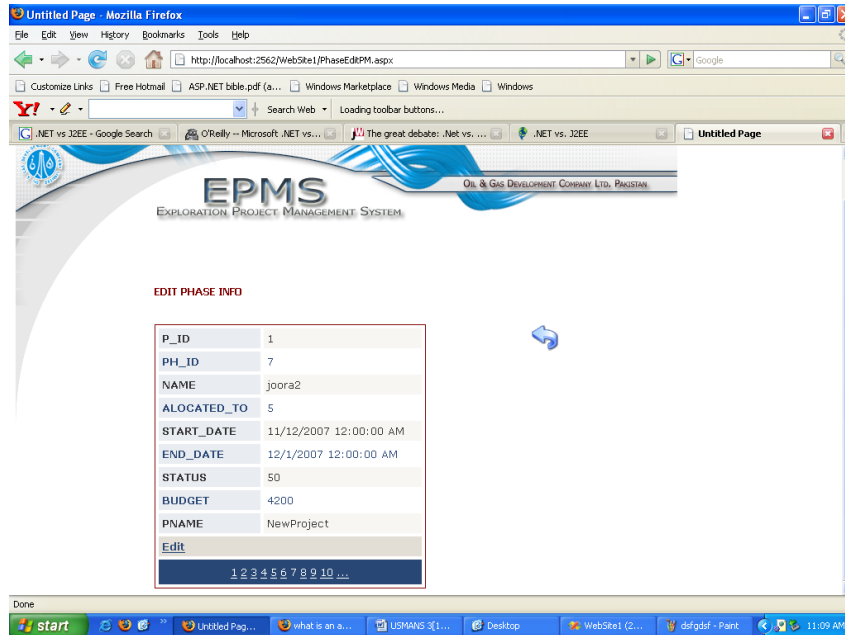 Untitled Page - Mozilla Firefox
File Edit View History Bookmarks Tools Help
http://localhost:2562/WebSite1/PhaseEditPM.aspx
Google
Customize Links Free Hotmail ASP.NET bible.pdf (a... Windows Marketplace Windows Media Windows
Y! Search Web Loading toolbar buttons...
.NET vs J2EE - Google Search O'Reilly -- Microsoft .NET vs... The great debate: .Net vs. ... .NET vs. J2EE Untitled Page
EPMS
EXPLORATION PROJECT MANAGEMENT SYSTEM
OIL & GAS DEVELOPMENT COMPANY LTD. PAKISTAN
EDIT PHASE INFO
P_ID 1
PH_ID 7
NAME joora2
ALOCATED_TO 5
START_DATE 11/12/2007 12:00:00 AM
END_DATE 12/1/2007 12:00:00 AM
STATUS 50
BUDGET 4200
PNAME NewProject
Edit
1 2 3 4 5 6 7 8 9 10 ...
Done
start Untitled Pag... what is an a... USMANS 3[1... Desktop WebSite1 (2... dsfgdsf - Paint 11:09 AM